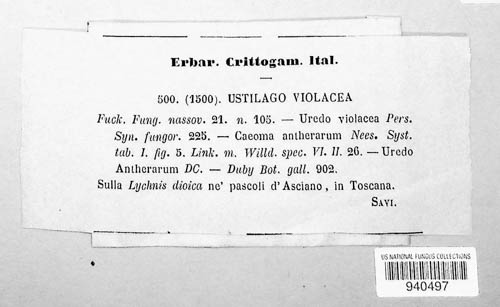 Erbar. Crittogam. Ital.
500. (1500). USTILAGO VIOLACEA
Fuck. Fung. nassov. 21. n. 105. — Uredo violacea Pers.
Syn. fungor. 225. — Caeoma antherarum Nees. Syst.
tab. I. fig. 5. Link. m. Willd. spec. VI. II. 26. — Uredo
Antherarum DC. — Duby Bot. gall. 902.
Sulla Lychnis dioica ne' pascoli d'Asciano, in Toscana.
SAVI.
US NATIONAL FUNGUS COLLECTIONS
940497